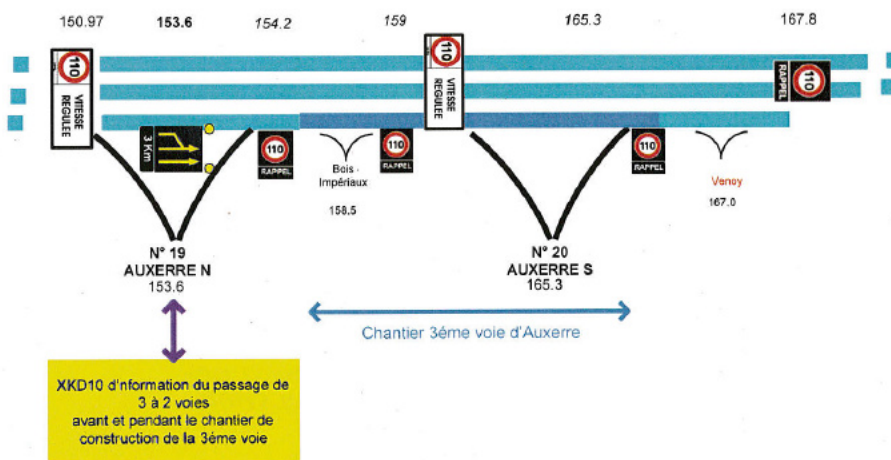 150.97 153.6 154.2 159 165.3 167.8
110
VITESSE
REGULEE
110
VITESSE
REGULEE
110
RAPPEL
3 Km
110
RAPPEL
Bois
Impériaux
158.5
110
RAPPEL
110
RAPPEL
Venoy
167.0
N° 19
AUXERRE N
153.6
N° 20
AUXERRE S
165.3
Chantier 3éme voie d'Auxerre
XKD10 d'nformation du passage de
3 à 2 voies
avant et pendant le chantier de
construction de la 3éme voie